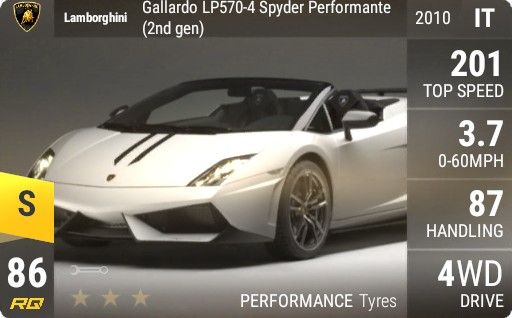 Lamborghini
Gallardo LP570-4 Spyder Performante
(2nd gen)
2010 IT
201
TOP SPEED
3.7
0-60MPH
87
HANDLING
4WD
DRIVE
S
86
RQ
PERFORMANCE Tyres